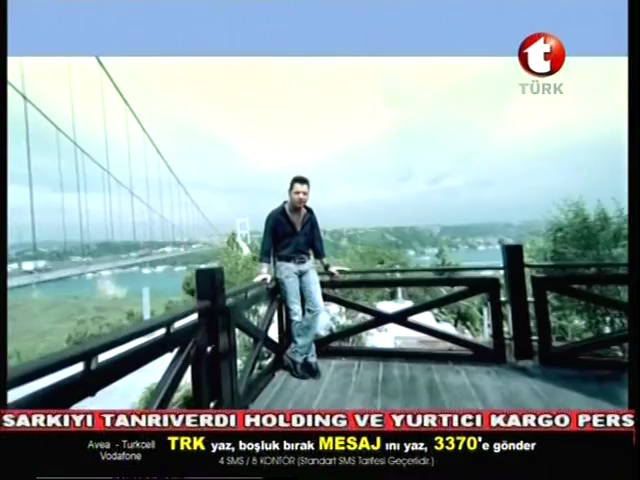 t
TÜRK
SARKIYI TANRIVERDI HOLDING VE YURTICI KARGO PERS
Avea - Turkcell
Vodafone
TRK yaz, boşluk bırak MESAJ ını yaz, 3370'e gönder
4 SMS / 8 KONTÖR (Standart SMS Tarifesi Geçerlidir.)